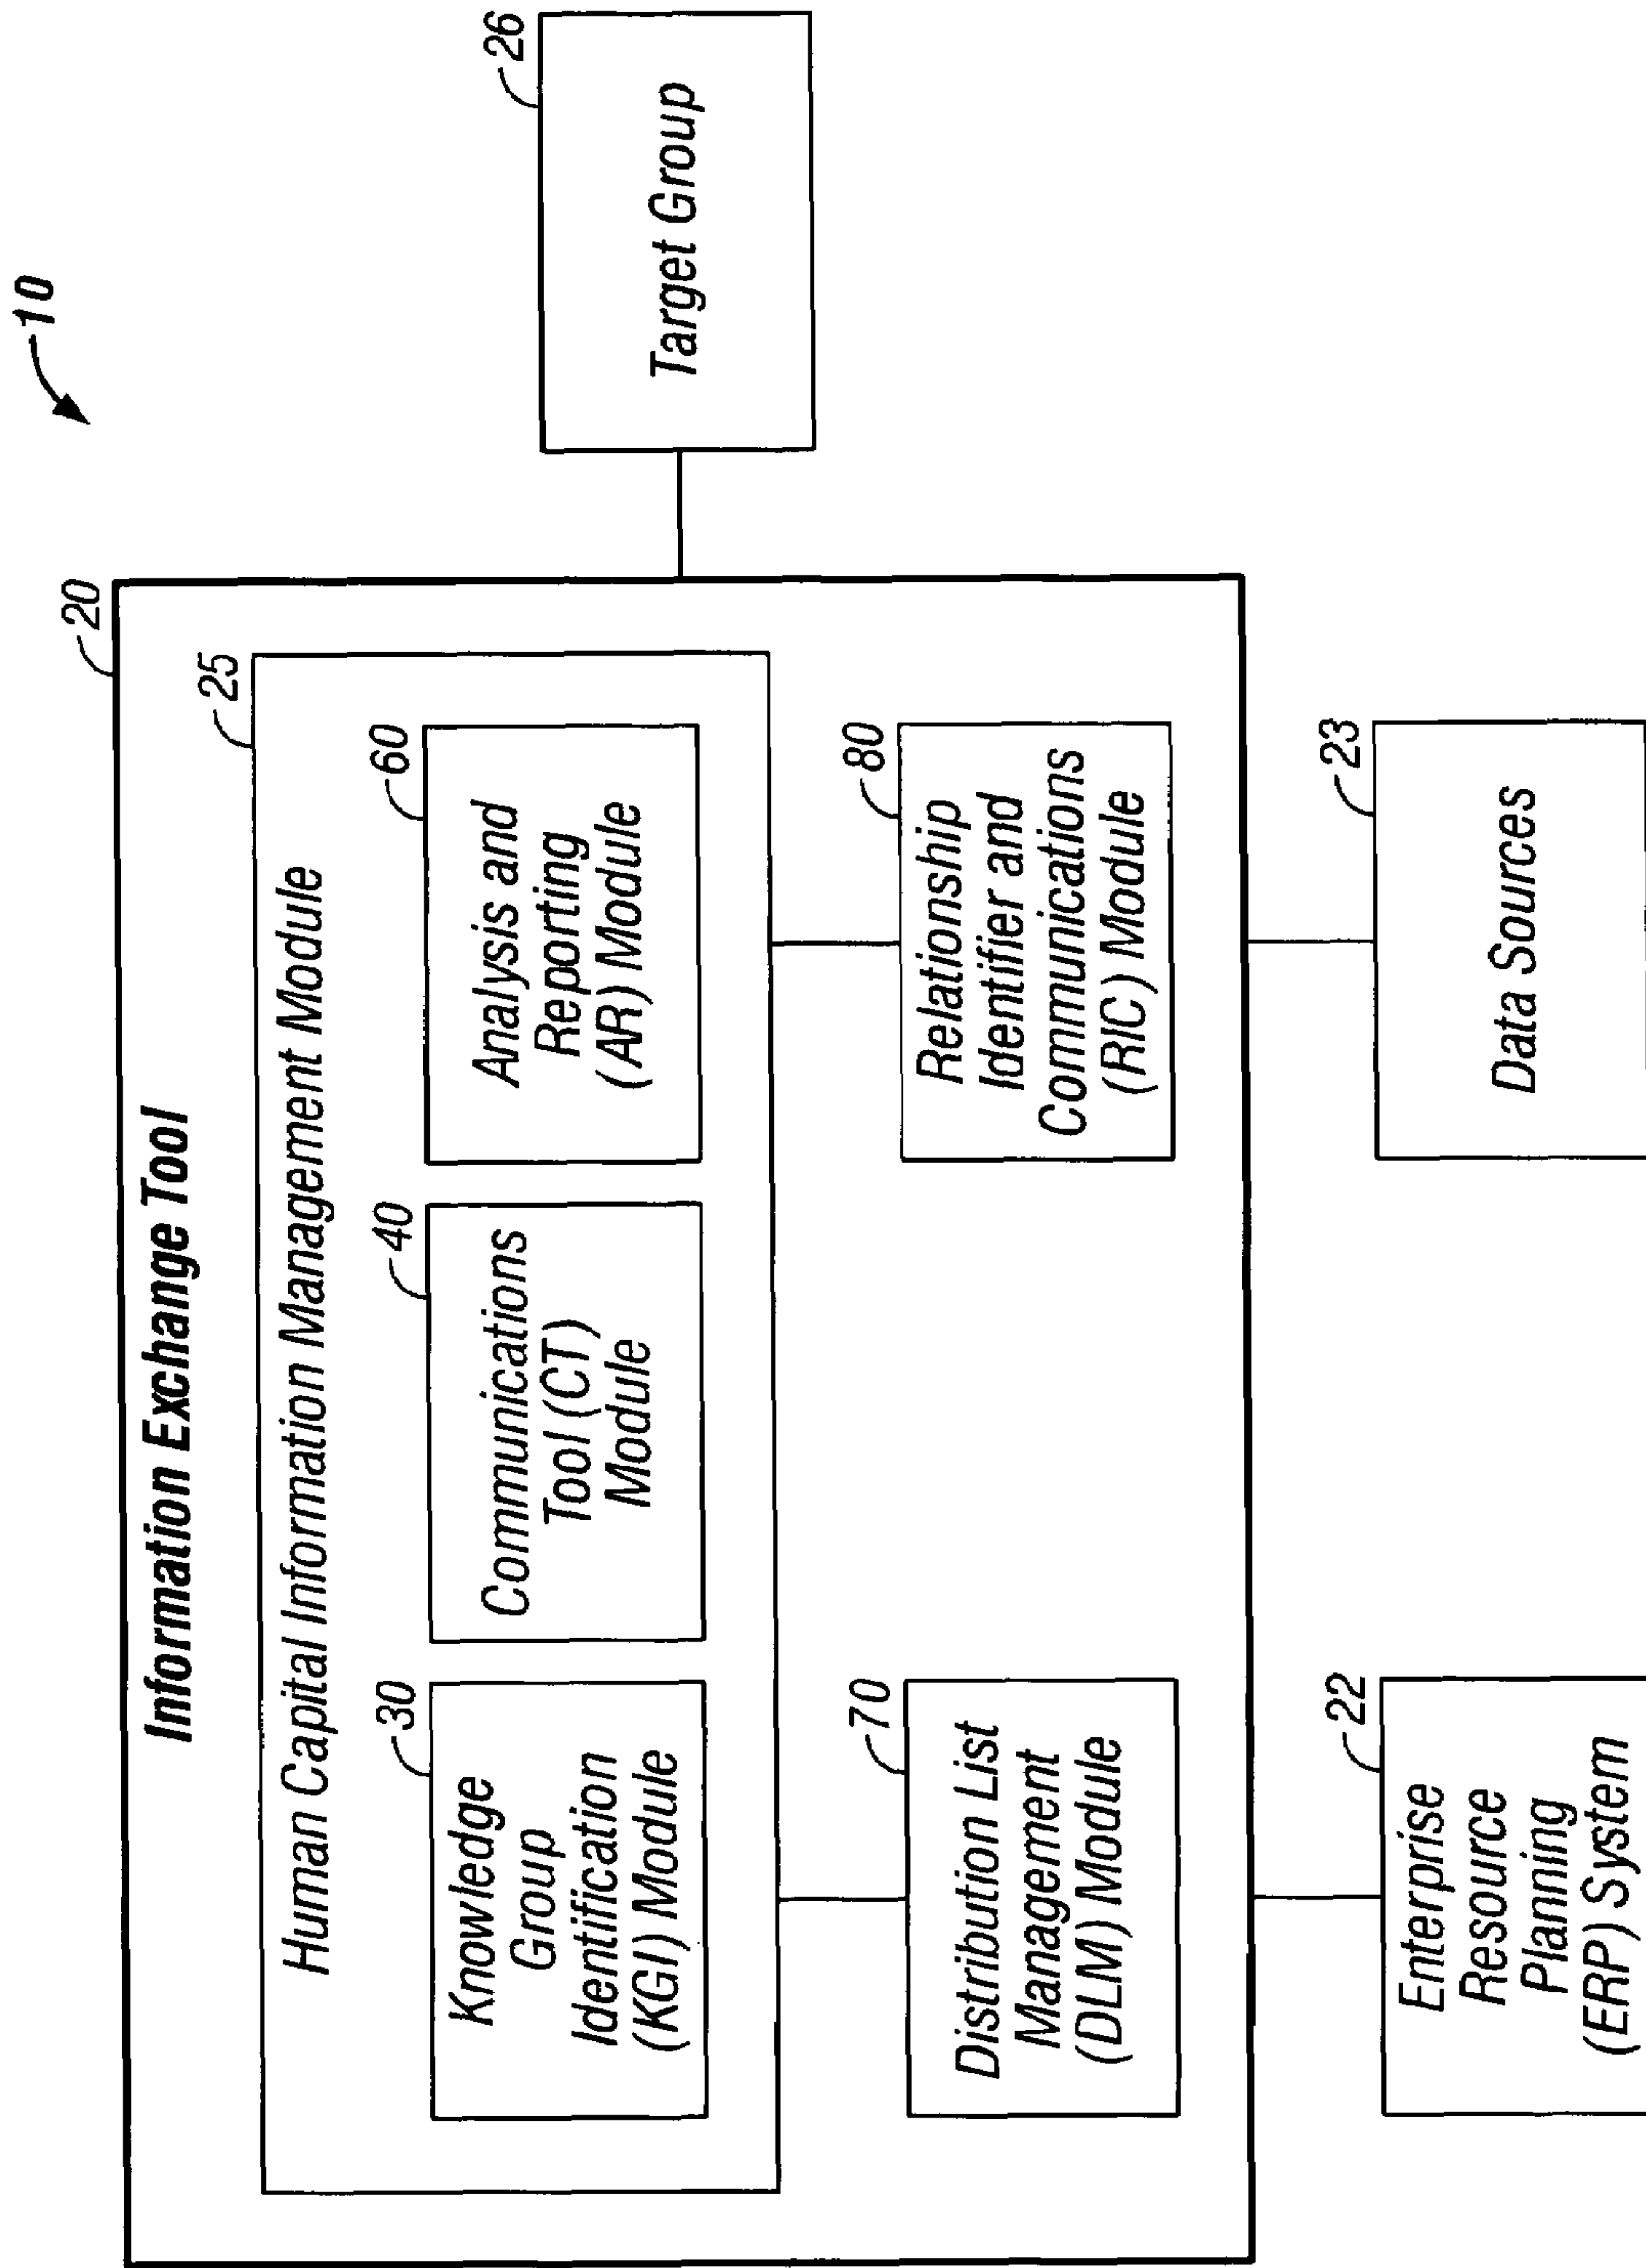 10
20
Information Exchange Tool
25
Human Capital Information Management Module
30
Knowledge
Group
Identification
(KGI) Module
40
Communications
Tool (CT)
Module
60
Analysis and
Reporting
(AR) Module
26
Target Group
70
Distribution List
Management
(DLM) Module
80
Relationship
Identifier and
Communications
(RIC) Module
22
Enterprise
Resource
Planning
(ERP) System
23
Data Sources